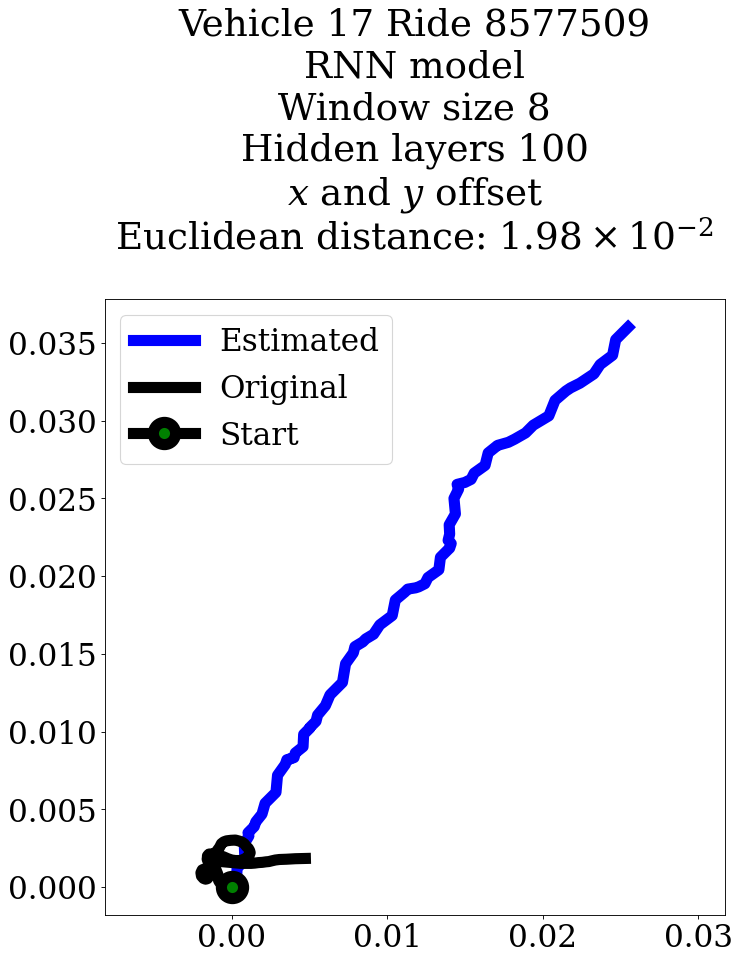 Vehicle 17 Ride 8577509
RNN model
Window size 8
Hidden layers 100
x and y offset
Euclidean distance: 1.98 × 10⁻²
Estimated
Original
Start
0.035
0.030
0.025
0.020
0.015
0.010
0.005
0.000
0.00 0.01 0.02 0.03